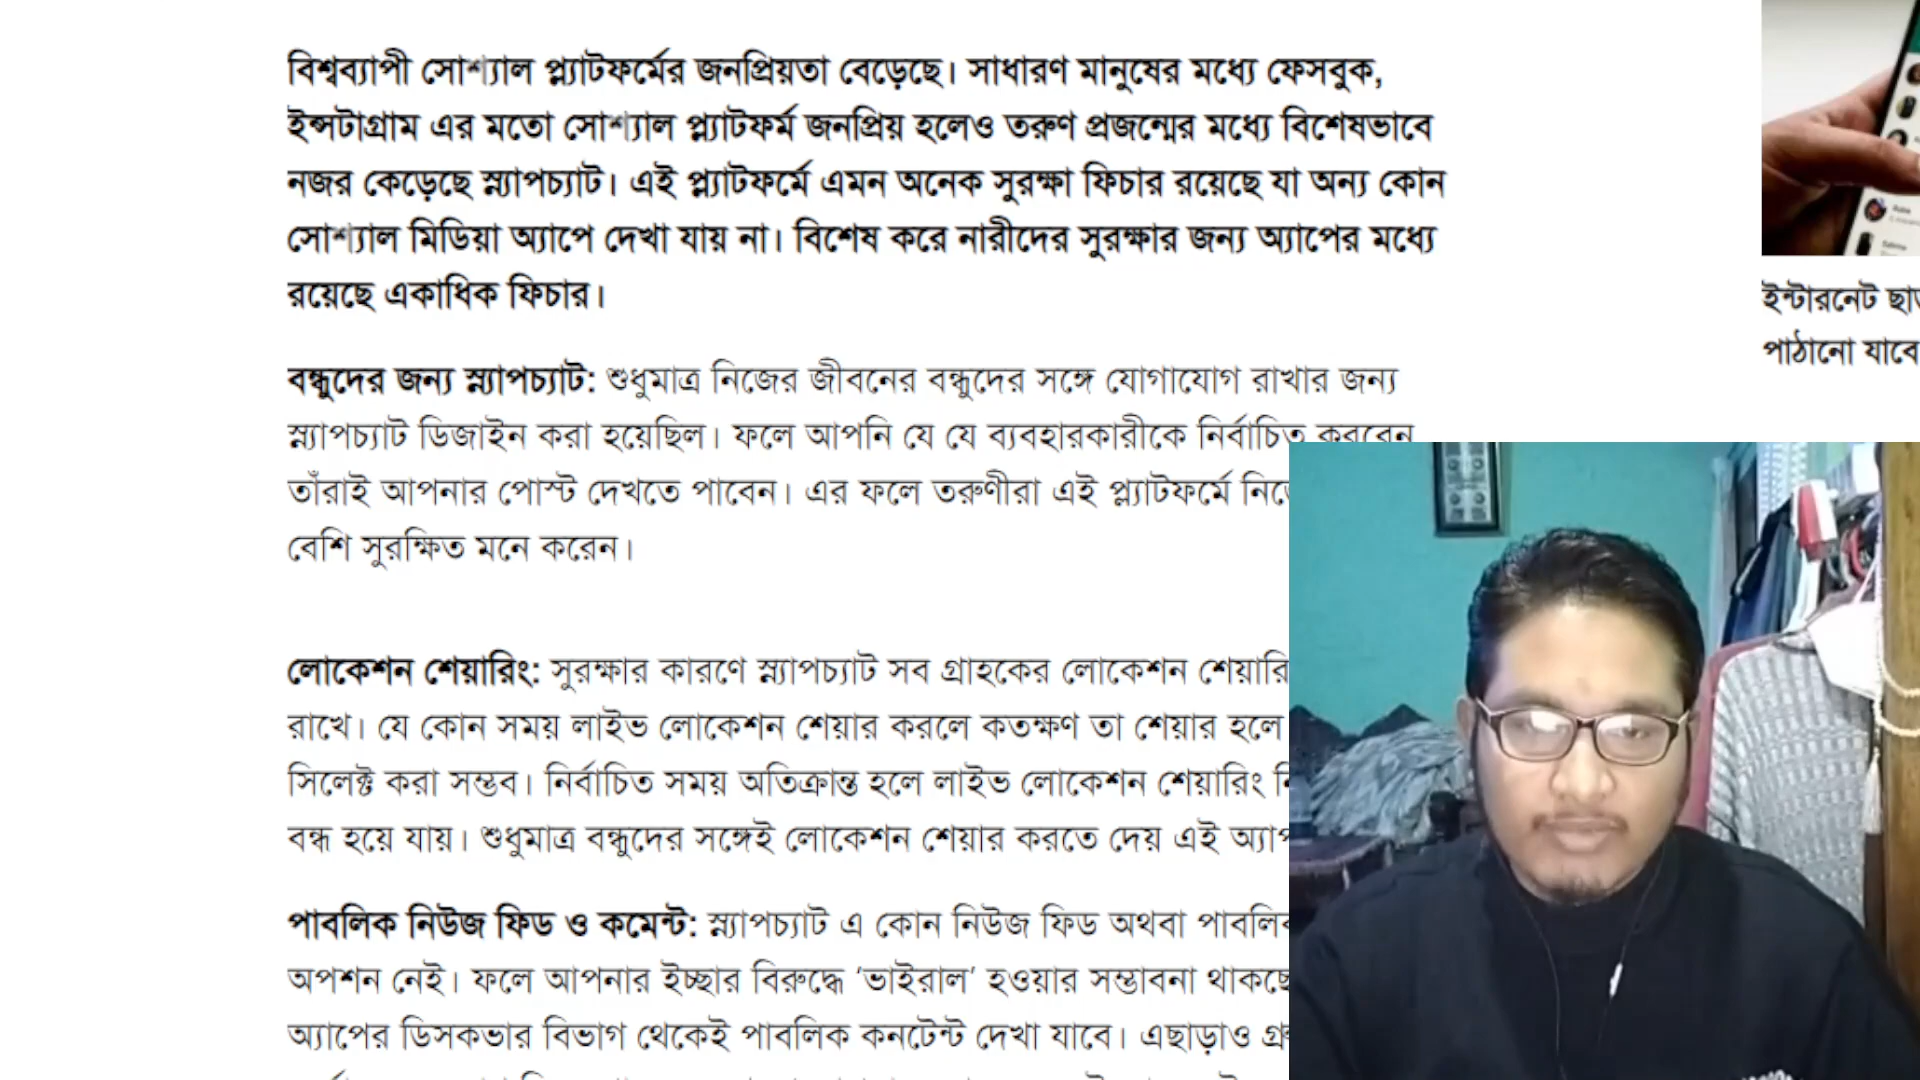 বিশ্বব্যাপী সোশ্যাল প্ল্যাটফর্মের জনপ্রিয়তা বেড়েছে। সাধারণ মানুষের মধ্যে ফেসবুক,
ইন্সটাগ্রাম এর মতো সোশ্যাল প্ল্যাটফর্ম জনপ্রিয় হলেও তরুণ প্রজন্মের মধ্যে বিশেষভাবে
নজর কেড়েছে স্ন্যাপচ্যাট। এই প্ল্যাটফর্মে এমন অনেক সুরক্ষা ফিচার রয়েছে যা অন্য কোন
সোশ্যাল মিডিয়া অ্যাপে দেখা যায় না। বিশেষ করে নারীদের সুরক্ষার জন্য অ্যাপের মধ্যে
রয়েছে একাধিক ফিচার।
ইন্টারনেট
পাঠানো যাবে
বন্ধুদের জন্য স্ন্যাপচ্যাট: শুধুমাত্র নিজের জীবনের বন্ধুদের সঙ্গে যোগাযোগ রাখার জন্য
স্ন্যাপচ্যাট ডিজাইন করা হয়েছিল। ফলে আপনি যে যে ব্যবহারকারীকে নির্বাচিত করবেন
তাঁরাই আপনার পোস্ট দেখতে পাবেন। এর ফলে তরুণীরা এই প্ল্যাটফর্মে
বেশি সুরক্ষিত মনে করেন।
লোকেশন শেয়ারিং: সুরক্ষার কারণে স্ন্যাপচ্যাট সব গ্রাহকের লোকেশন
রাখে। যে কোন সময় লাইভ লোকেশন শেয়ার করলে কতক্ষণ তা শেয়ার হলে
সিলেক্ট করা সম্ভব। নির্বাচিত সময় অতিক্রান্ত হলে লাইভ লোকেশন শেয়ারিং
বন্ধ হয়ে যায়। শুধুমাত্র বন্ধুদের সঙ্গেই লোকেশন শেয়ার করতে দেয় এই
পাবলিক নিউজ ফিড ও কমেন্ট: স্ন্যাপচ্যাট এ কোন নিউজ ফিড অথবা
অপশন নেই। ফলে আপনার ইচ্ছার বিরুদ্ধে ‘ভাইরাল’ হওয়ার সম্ভাবনা
অ্যাপের ডিসকভার বিভাগ থেকেই পাবলিক কনটেন্ট দেখা যাবে। এছাড়াও